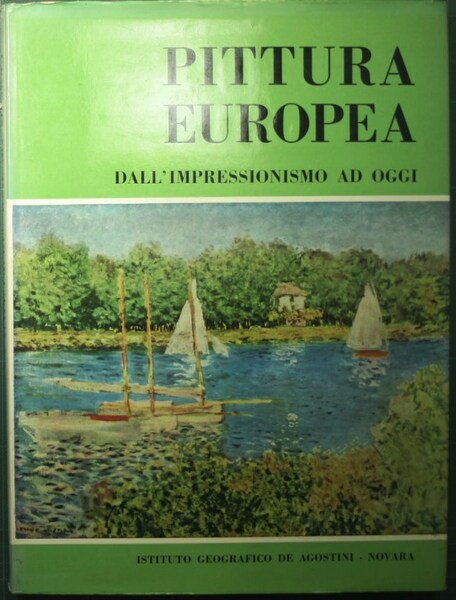 PITTURA
EUROPEA
DALL'IMPRESSIONISMO AD OGGI
ISTITUTO GEOGRAFICO DE AGOSTINI - NOVARA